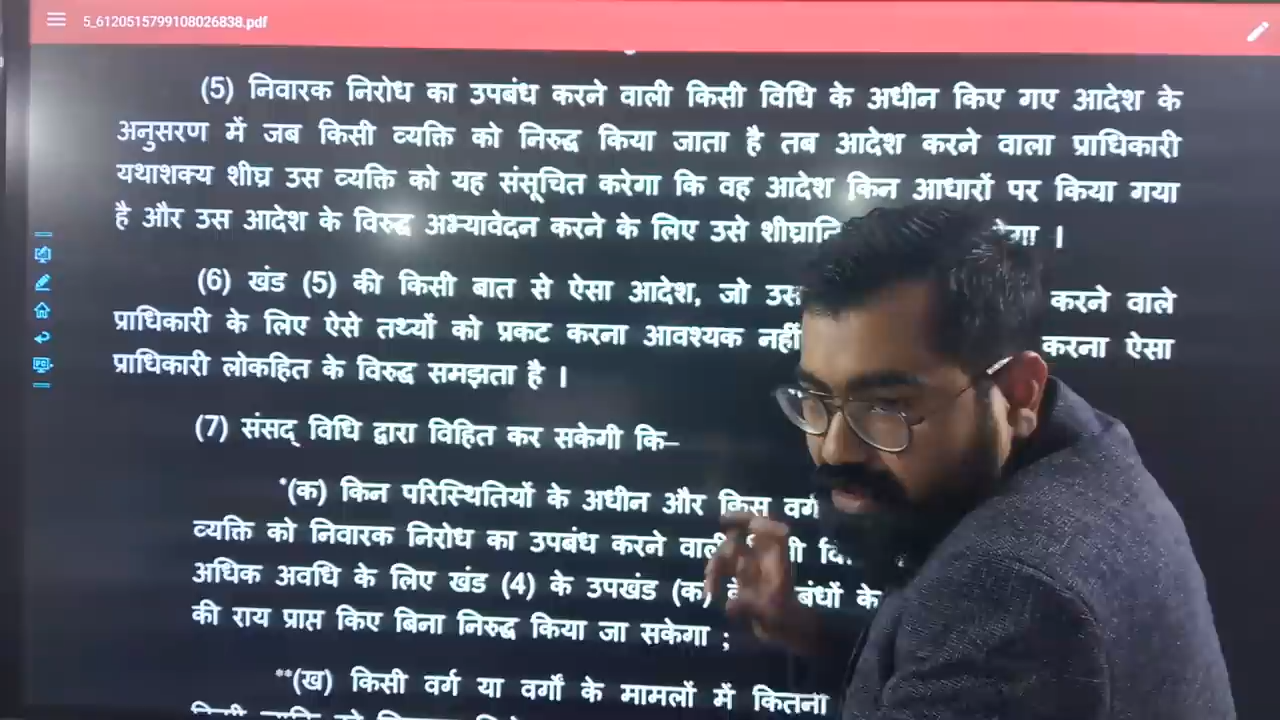 5_6120515799108026838.pdf
(5) निवारक निरोध का उपबंध करने वाली किसी विधि के अधीन किए गए आदेश के
अनुसरण में जब किसी व्यक्ति को निरुद्ध किया जाता है तब आदेश करने वाला प्राधिकारी
यथाशक्य शीघ्र उस व्यक्ति को यह संसूचित करेगा कि वह आदेश किन आधारों पर किया गया
है और उस आदेश के विरुद्ध अभ्यावेदन करने के लिए उसे
(6) खंड (5) की किसी बात से ऐसा आदेश, जो करने वाले
प्राधिकारी के लिए ऐसे तथ्यों को प्रकट करना आवश्यक नहीं करना ऐसा
प्राधिकारी लोकहित के विरुद्ध समझता है ।
(7) संसद् विधि द्वारा विहित कर सकेगी कि–
*(क) किन परिस्थितियों के अधीन और किस वर्ग
व्यक्ति को निवारक निरोध का उपबंध करने
अधिक अवधि के लिए खंड (4) के उपखंड (क) के
की राय प्राप्त किए बिना निरुद्ध किया जा सकेगा ;
**(ख) किसी वर्ग या वर्गों के मामलों में कितना